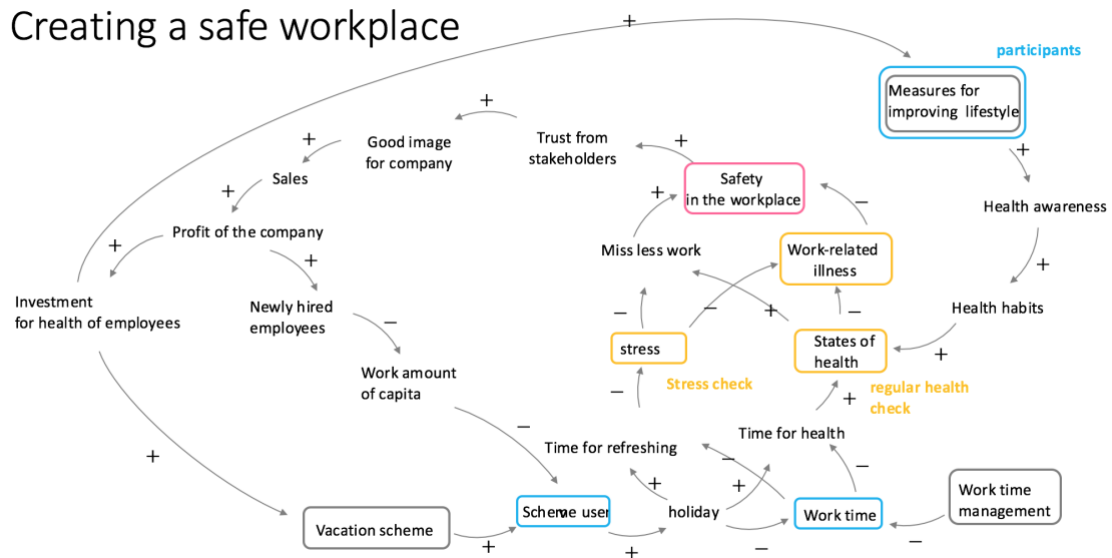 Creating a safe workplace
+
participants
Measures for
improving lifestyle
+
Good image
for company
+
Trust from
stakeholders
+
Safety
in the workplace
+
Sales
+
Profit of the company
+
+
Miss less work
+
Work-related
illness
−
Health awareness
+
Investment
for health of employees
Newly hired
employees
−
Health habits
+
−
−
+
−
stress
States of
health
Stress check
regular health
check
Work amount
of capita
−
−
+
Time for refreshing
Time for health
+
−
+
+
−
Vacation scheme
+
Scheme user
+
holiday
−
Work time
−
Work time
management